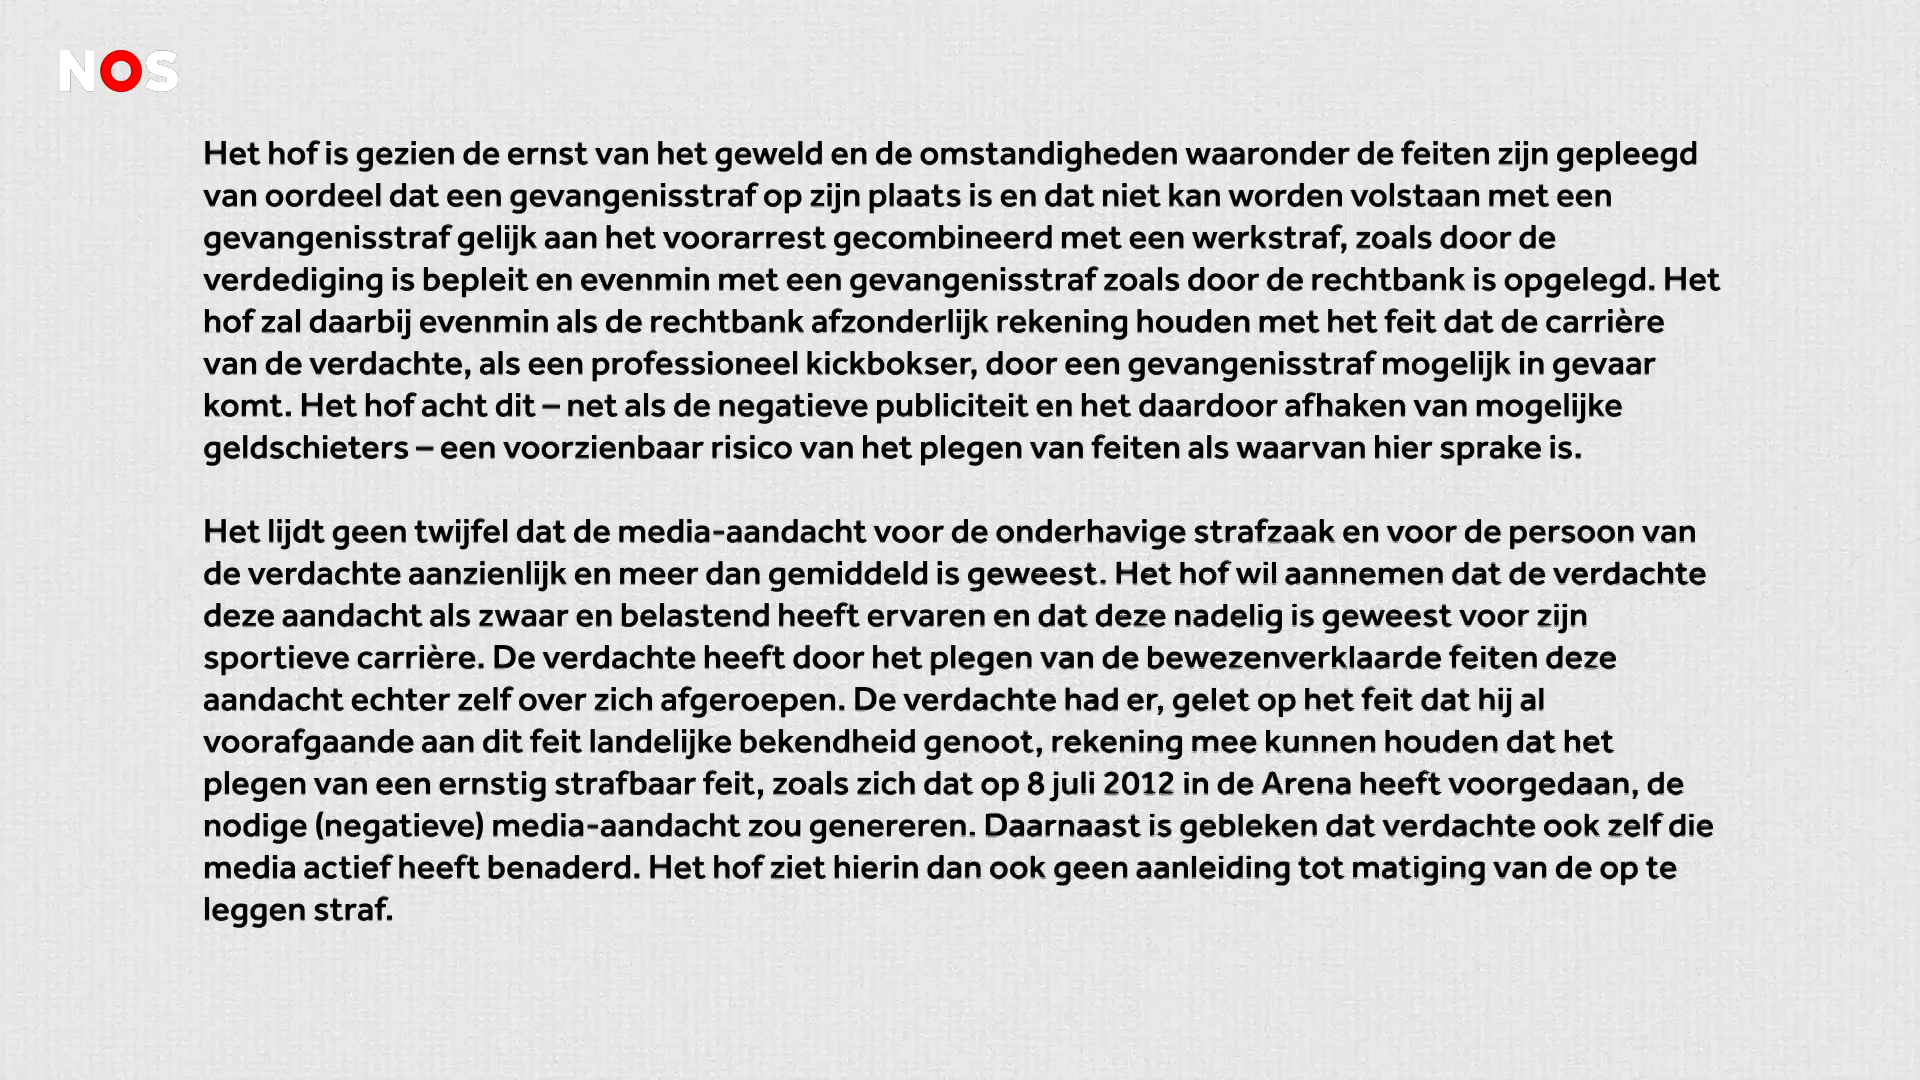 NOS
Het hof is gezien de ernst van het geweld en de omstandigheden waaronder de feiten zijn gepleegd
van oordeel dat een gevangenisstraf op zijn plaats is en dat niet kan worden volstaan met een
gevangenisstraf gelijk aan het voorarrest gecombineerd met een werkstraf, zoals door de
verdediging is bepleit en evenmin met een gevangenisstraf zoals door de rechtbank is opgelegd. Het
hof zal daarbij evenmin als de rechtbank afzonderlijk rekening houden met het feit dat de carrière
van de verdachte, als een professioneel kickbokser, door een gevangenisstraf mogelijk in gevaar
komt. Het hof acht dit – net als de negatieve publiciteit en het daardoor afhaken van mogelijke
geldschieters – een voorzienbaar risico van het plegen van feiten als waarvan hier sprake is.
Het lijdt geen twijfel dat de media-aandacht voor de onderhavige strafzaak en voor de persoon van
de verdachte aanzienlijk en meer dan gemiddeld is geweest. Het hof wil aannemen dat de verdachte
deze aandacht als zwaar en belastend heeft ervaren en dat deze nadelig is geweest voor zijn
sportieve carrière. De verdachte heeft door het plegen van de bewezenverklaarde feiten deze
aandacht echter zelf over zich afgeroepen. De verdachte had er, gelet op het feit dat hij al
voorafgaande aan dit feit landelijke bekendheid genoot, rekening mee kunnen houden dat het
plegen van een ernstig strafbaar feit, zoals zich dat op 8 juli 2012 in de Arena heeft voorgedaan, de
nodige (negatieve) media-aandacht zou genereren. Daarnaast is gebleken dat verdachte ook zelf die
media actief heeft benaderd. Het hof ziet hierin dan ook geen aanleiding tot matiging van de op te
leggen straf.